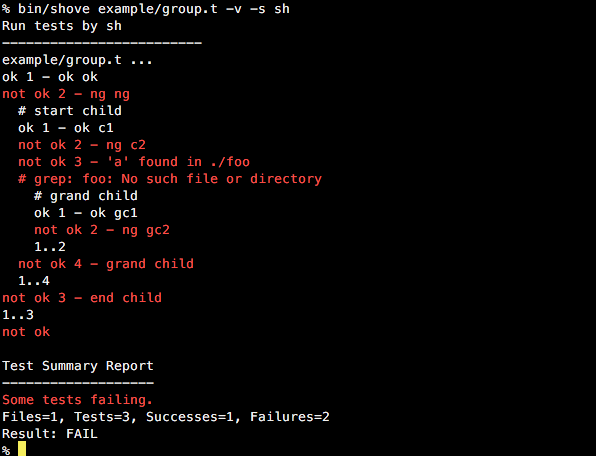 % bin/shove example/group.t -v -s sh
Run tests by sh
-------------------------
example/group.t ...
ok 1 - ok ok
not ok 2 - ng ng
  # start child
  ok 1 - ok c1
  not ok 2 - ng c2
  not ok 3 - 'a' found in ./foo
  # grep: foo: No such file or directory
    # grand child
    ok 1 - ok gc1
    not ok 2 - ng gc2
    1..2
  not ok 4 - grand child
  1..4
not ok 3 - end child
1..3
not ok

Test Summary Report
-------------------
Some tests failing.
Files=1, Tests=3, Successes=1, Failures=2
Result: FAIL
%